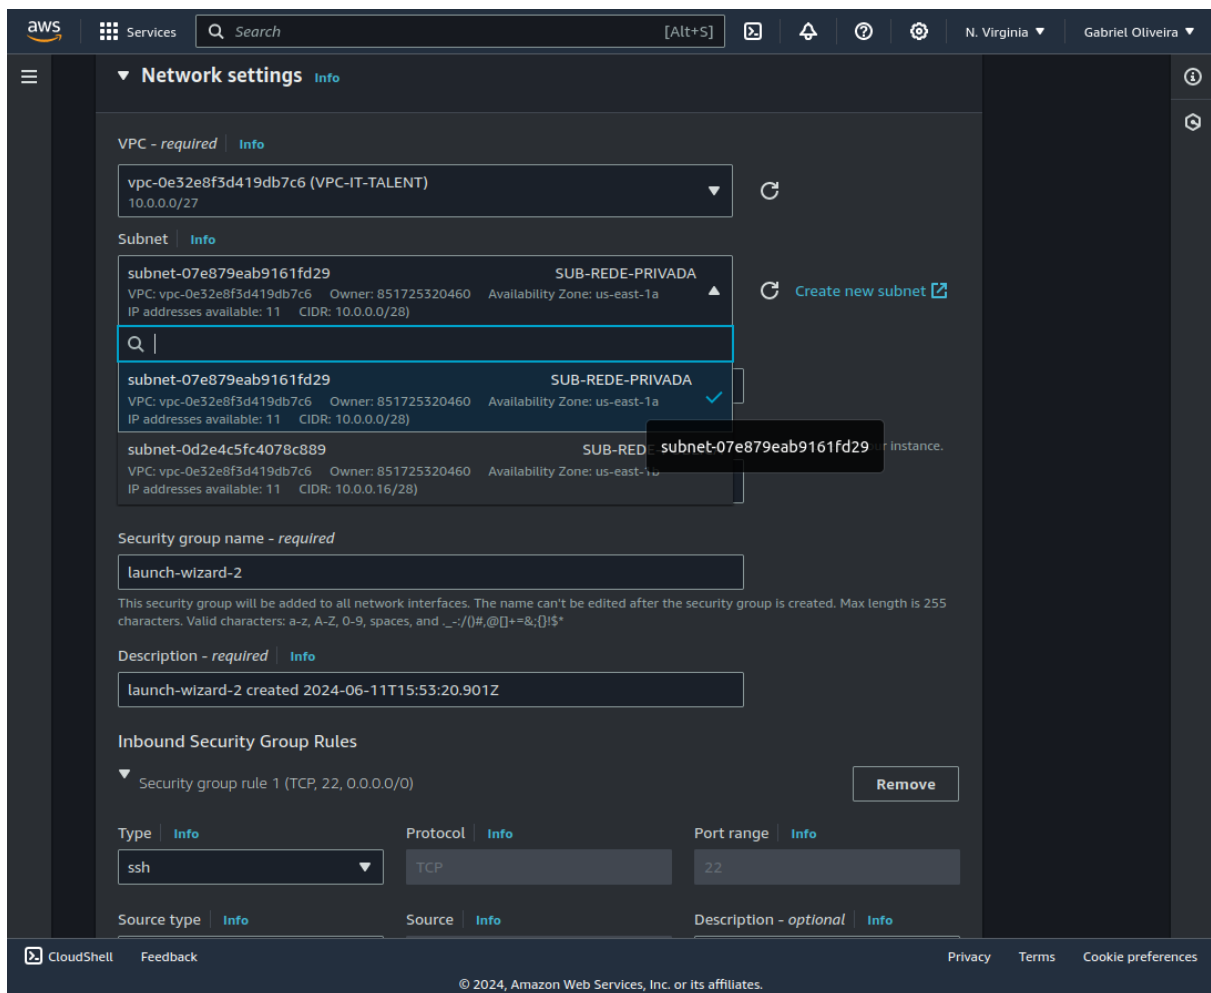 aws Services Search [Alt+S] N. Virginia Gabriel Oliveira
Network settings Info
VPC - required Info
vpc-0e32e8f3d419db7c6 (VPC-IT-TALENT)
10.0.0.0/27
Subnet Info
subnet-07e879eab9161fd29 SUB-REDE-PRIVADA
VPC: vpc-0e32e8f3d419db7c6 Owner: 851725320460 Availability Zone: us-east-1a
IP addresses available: 11 CIDR: 10.0.0.0/28)
Create new subnet
subnet-07e879eab9161fd29 SUB-REDE-PRIVADA
VPC: vpc-0e32e8f3d419db7c6 Owner: 851725320460 Availability Zone: us-east-1a
IP addresses available: 11 CIDR: 10.0.0.0/28)
subnet-07e879eab9161fd29
instance.
subnet-0d2e4c5fc4078c889 SUB-REDE
VPC: vpc-0e32e8f3d419db7c6 Owner: 851725320460 Availability Zone: us-east-1b
IP addresses available: 11 CIDR: 10.0.0.16/28)
Security group name - required
launch-wizard-2
This security group will be added to all network interfaces. The name can't be edited after the security group is created. Max length is 255
characters. Valid characters: a-z, A-Z, 0-9, spaces, and ._-:/()#,@[]+=&;{}!$*
Description - required Info
launch-wizard-2 created 2024-06-11T15:53:20.901Z
Inbound Security Group Rules
Security group rule 1 (TCP, 22, 0.0.0.0/0)
Remove
Type Info Protocol Info Port range Info
ssh TCP 22
Source type Info Source Info Description - optional Info
CloudShell Feedback Privacy Terms Cookie preferences
© 2024, Amazon Web Services, Inc. or its affiliates.